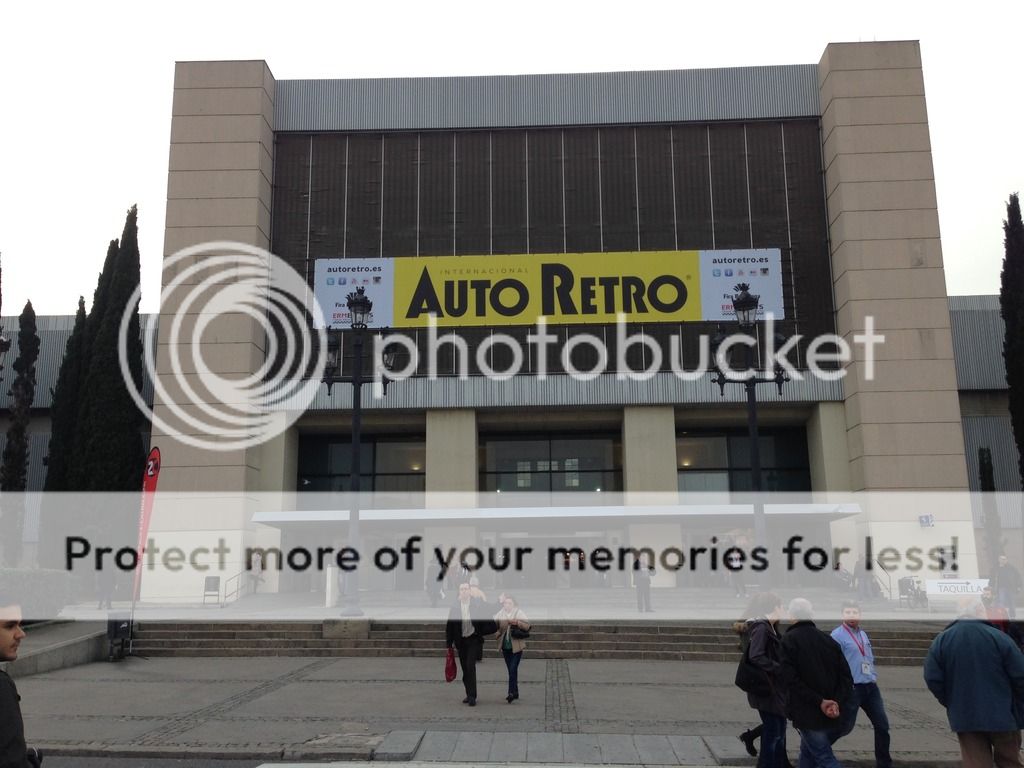 autoretro.es
INTERNACIONAL
AUTO RETRO®
autoretro.es
photobucket
Protect more of your memories for less!
TAQUILLA